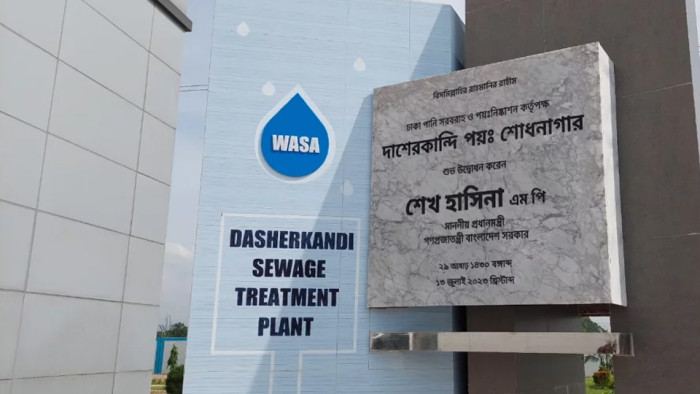 WASA
DASHERKANDI
SEWAGE
TREATMENT
PLANT
বিসমিল্লাহির রাহমানির রাহীম
ঢাকা পানি সরবরাহ ও পয়ঃনিষ্কাশন কর্তৃপক্ষ
দাশেরকান্দি পয়ঃ শোধনাগার
শুভ উদ্বোধন করেন
শেখ হাসিনা এম পি
মাননীয় প্রধানমন্ত্রী
গণপ্রজাতন্ত্রী বাংলাদেশ সরকার
২৯ আষাঢ় ১৪৩০ বঙ্গাব্দ
১৩ জুলাই ২০২৩ খ্রিস্টাব্দ